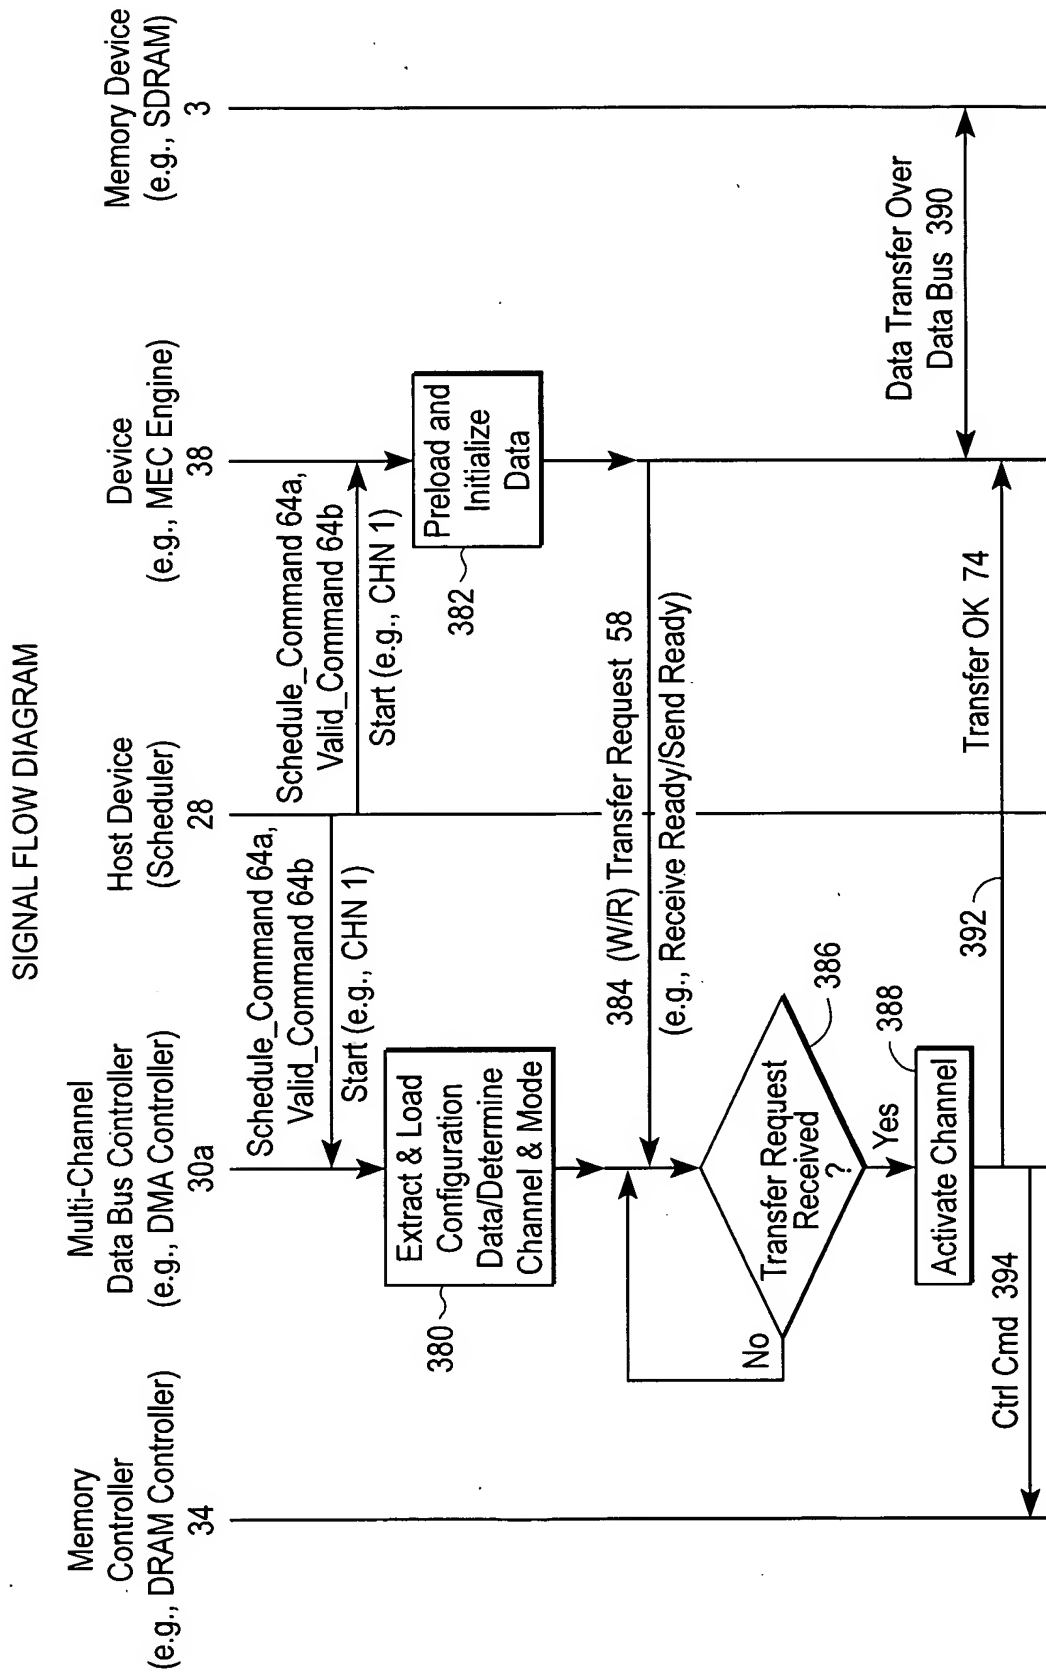 SIGNAL FLOW DIAGRAM
Memory
Controller
(e.g., DRAM Controller)
34
Multi-Channel
Data Bus Controller
(e.g., DMA Controller)
30a
Host Device
(Scheduler)
28
Device
(e.g., MEC Engine)
38
Memory Device
(e.g., SDRAM)
3
Schedule_Command 64a,
Valid_Command 64b
Start (e.g., CHN 1)
Schedule_Command 64a,
Valid_Command 64b
Start (e.g., CHN 1)
Extract & Load
Configuration
Data/Determine
Channel & Mode
380
Preload and
Initialize
Data
382
384 (W/R) Transfer Request 58
(e.g., Receive Ready/Send Ready)
Transfer Request
Received
?
386
No
Yes
Activate Channel
388
Data Transfer Over
Data Bus 390
Transfer OK 74
392
Ctrl Cmd 394